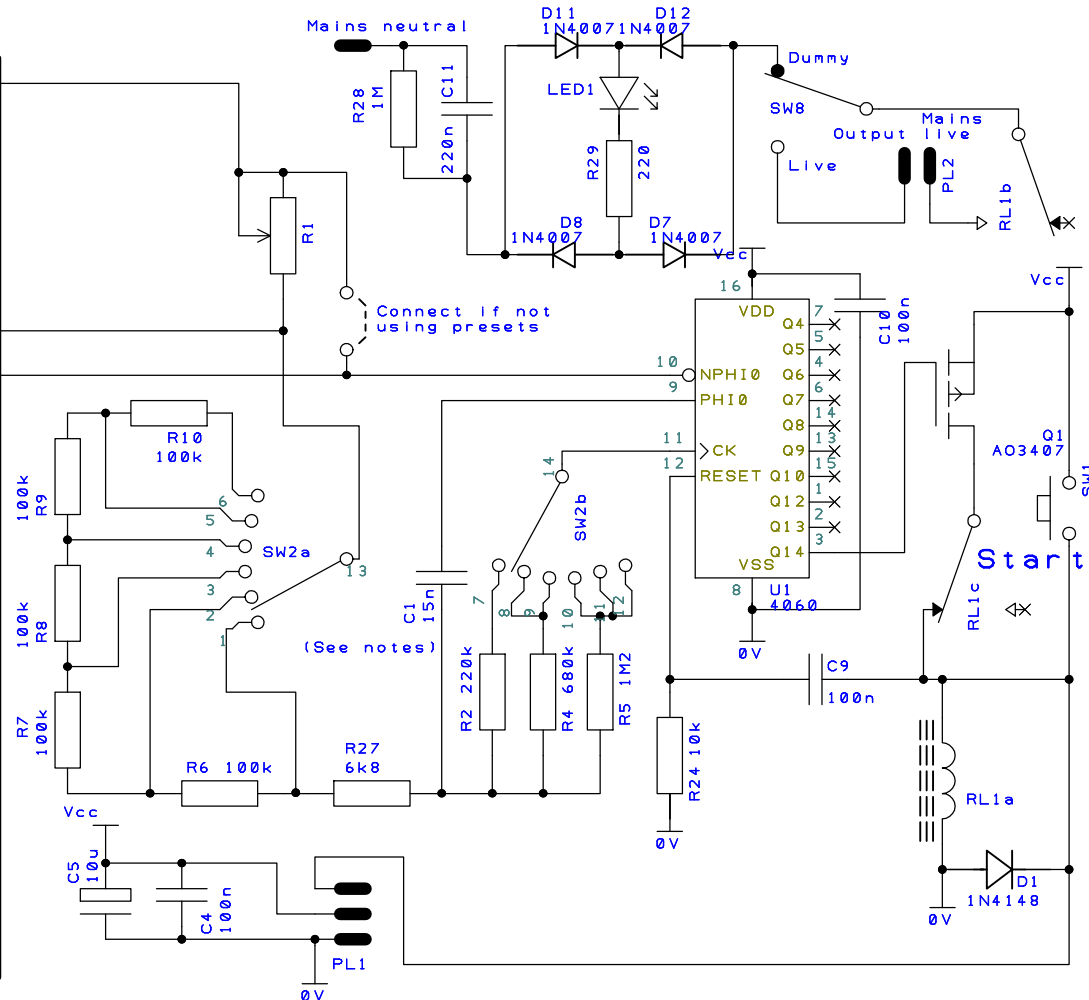 Mains neutral
D11
1N4007
D12
1N4007
R28
1M
C11
220n
LED1
R29
220
Dummy
SW8
Mains
Output live
Live
PL2
RL1b
D8
1N4007
D7
1N4007
R1
Connect if not
using presets
Vcc
16
VDD
C10
100n
Vcc
Q4 7
Q5 5
10 NPHI0 Q6 4
9 PHI0 Q7 6
Q8 14
11 CK Q9 13
12 RESET Q10 15
Q12 1
Q13 2
Q14 3
VSS
8
U1
4060
0V
Q1
AO3407
SW1
Start
RL1c
R10
100k
100k
R9
6
5
4
3
2
1
SW2a
13
100k
R8
R7
100k
14
SW2b
7
8
9
10
11
12
C1
15n
(See notes)
R2 220k
R4 680k
R5 1M2
C9
100n
R24 10k
0V
R6 100k
R27
6k8
RL1a
D1
1N4148
0V
Vcc
C5
10u
C4
100n
PL1
0V